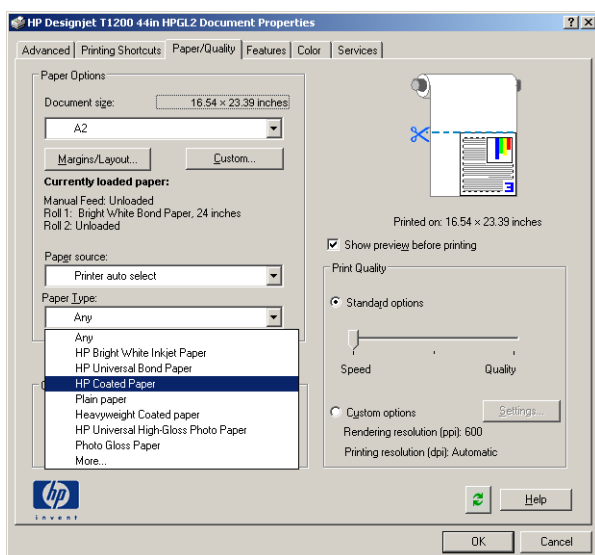 HP Designjet T1200 44in HPGL2 Document Properties
Advanced Printing Shortcuts Paper/Quality Features Color Services
Paper Options
Document size: 16.54 × 23.39 inches
A2
Margins/Layout... Custom...
Currently loaded paper:
Manual Feed: Unloaded
Roll 1: Bright White Bond Paper, 24 inches
Roll 2: Unloaded
Paper source:
Printer auto select
Paper Type:
Any
Any
HP Bright White Inkjet Paper
HP Universal Bond Paper
HP Coated Paper
Plain paper
Heavyweight Coated paper
HP Universal High-Gloss Photo Paper
Photo Gloss Paper
More...
3
Printed on: 16.54 × 23.39 inches
Show preview before printing
Print Quality
Standard options
Speed Quality
Custom options Settings...
Rendering resolution (ppi): 600
Printing resolution (dpi): Automatic
hp
invent
Help
OK Cancel